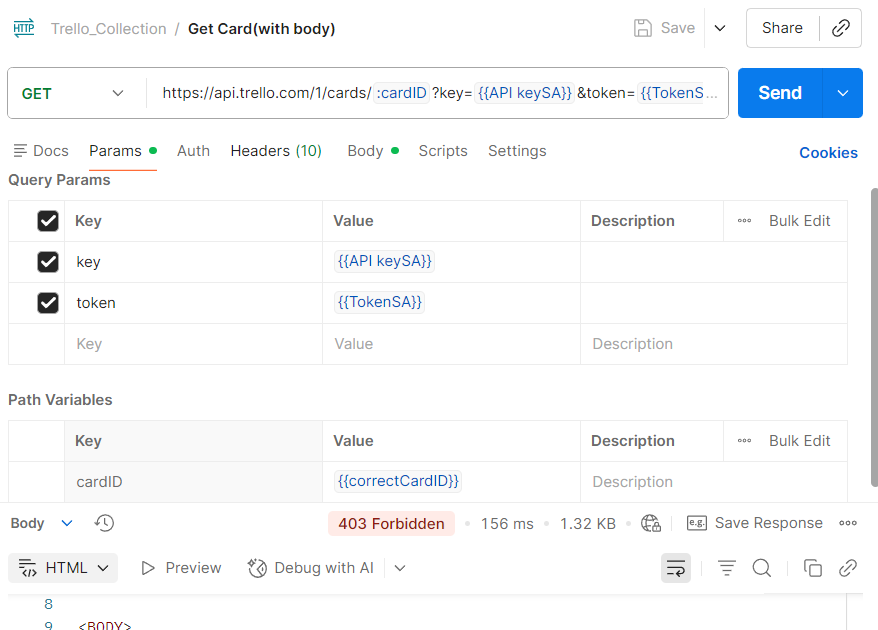 HTTP Trello_Collection / Get Card(with body) Save Share
GET https://api.trello.com/1/cards/ :cardID ?key= {{API keySA}} &token= {{TokenS ...
Docs Params Auth Headers (10) Body Scripts Settings Cookies
Query Params
Key Value Description ••• Bulk Edit
key {{API keySA}}
token {{TokenSA}}
Key Value Description
Path Variables
Key Value Description ••• Bulk Edit
cardID {{correctCardID}} Description
Body 403 Forbidden • 156 ms • 1.32 KB • e.g. Save Response •••
HTML Preview Debug with AI
8
9 <BODY>